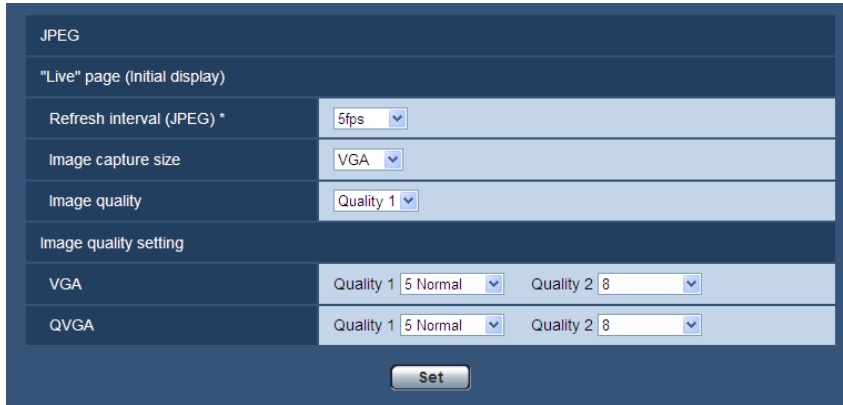 JPEG
"Live" page (Initial display)
Refresh interval (JPEG) * 5fps
Image capture size VGA
Image quality Quality 1
Image quality setting
VGA Quality 1 5 Normal Quality 2 8
QVGA Quality 1 5 Normal Quality 2 8
Set